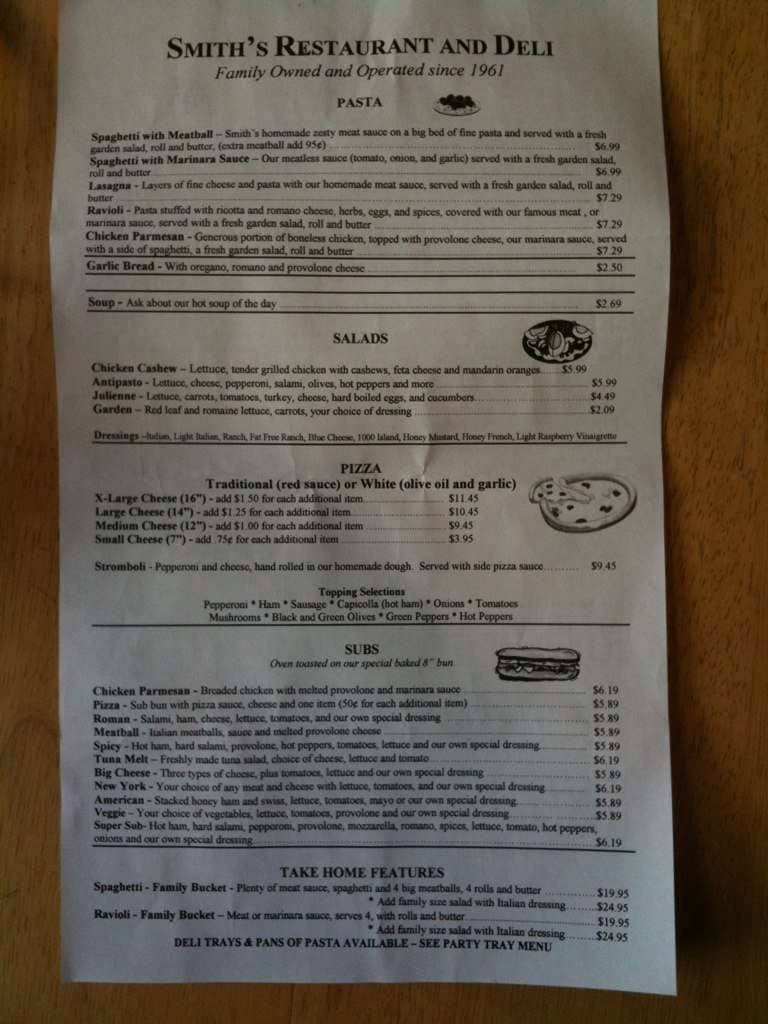 SMITH'S RESTAURANT AND DELI
Family Owned and Operated since 1961
PASTA
Spaghetti with Meatball – Smith's homemade zesty meat sauce on a big bed of fine pasta and served with a fresh
garden salad, roll and butter, (extra meatball add 95¢) $6.99
Spaghetti with Marinara Sauce – Our meatless sauce (tomato, onion, and garlic) served with a fresh garden salad,
roll and butter $6.99
Lasagna - Layers of fine cheese and pasta with our homemade meat sauce, served with a fresh garden salad, roll and
butter $7.29
Ravioli - Pasta stuffed with ricotta and romano cheese, herbs, eggs, and spices, covered with our famous meat , or
marinara sauce, served with a fresh garden salad, roll and butter $7.29
Chicken Parmesan - Generous portion of boneless chicken, topped with provolone cheese, our marinara sauce, served
with a side of spaghetti, a fresh garden salad, roll and butter $7.29
Garlic Bread - With oregano, romano and provolone cheese $2.50
Soup – Ask about our hot soup of the day $2.69
SALADS
Chicken Cashew – Lettuce, tender grilled chicken with cashews, feta cheese and mandarin oranges $5.99
Antipasto - Lettuce, cheese, pepperoni, salami, olives, hot peppers and more $5.99
Julienne - Lettuce, carrots, tomatoes, turkey, cheese, hard boiled eggs, and cucumbers $4.49
Garden – Red leaf and romaine lettuce, carrots, your choice of dressing $2.09
Dressings –Italian, Light Italian, Ranch, Fat Free Ranch, Blue Cheese, 1000 Island, Honey Mustard, Honey French, Light Raspberry Vinaigrette
PIZZA
Traditional (red sauce) or White (olive oil and garlic)
X-Large Cheese (16") - add $1.50 for each additional item $11.45
Large Cheese (14") - add $1.25 for each additional item $10.45
Medium Cheese (12") - add $1.00 for each additional item $9.45
Small Cheese (7") - add .75¢ for each additional item $3.95
Stromboli - Pepperoni and cheese, hand rolled in our homemade dough. Served with side pizza sauce $9.45
Topping Selections
Pepperoni * Ham * Sausage * Capicolla (hot ham) * Onions * Tomatoes
Mushrooms * Black and Green Olives * Green Peppers * Hot Peppers
SUBS
Oven toasted on our special baked 8" bun
Chicken Parmesan - Breaded chicken with melted provolone and marinara sauce $6.19
Pizza - Sub bun with pizza sauce, cheese and one item (50¢ for each additional item) $5.89
Roman - Salami, ham, cheese, lettuce, tomatoes, and our own special dressing $5.89
Meatball - Italian meatballs, sauce and melted provolone cheese $5.89
Spicy - Hot ham, hard salami, provolone, hot peppers, tomatoes, lettuce and our own special dressing $5.89
Tuna Melt – Freshly made tuna salad, choice of cheese, lettuce and tomato $6.19
Big Cheese - Three types of cheese, plus tomatoes, lettuce and our own special dressing $5.89
New York - Your choice of any meat and cheese with lettuce, tomatoes, and our own special dressing $6.19
American - Stacked honey ham and swiss, lettuce, tomatoes, mayo or our own special dressing $5.89
Veggie – Your choice of vegetables, lettuce, tomatoes, provolone and our own special dressing $5.89
Super Sub- Hot ham, hard salami, pepperoni, provolone, mozzarella, romano, spices, lettuce, tomato, hot peppers,
onions and our own special dressing $6.19
TAKE HOME FEATURES
Spaghetti - Family Bucket - Plenty of meat sauce, spaghetti and 4 big meatballs, 4 rolls and butter $19.95
* Add family size salad with Italian dressing $24.95
Ravioli - Family Bucket – Meat or marinara sauce, serves 4, with rolls and butter $19.95
* Add family size salad with Italian dressing $24.95
DELI TRAYS & PANS OF PASTA AVAILABLE – SEE PARTY TRAY MENU